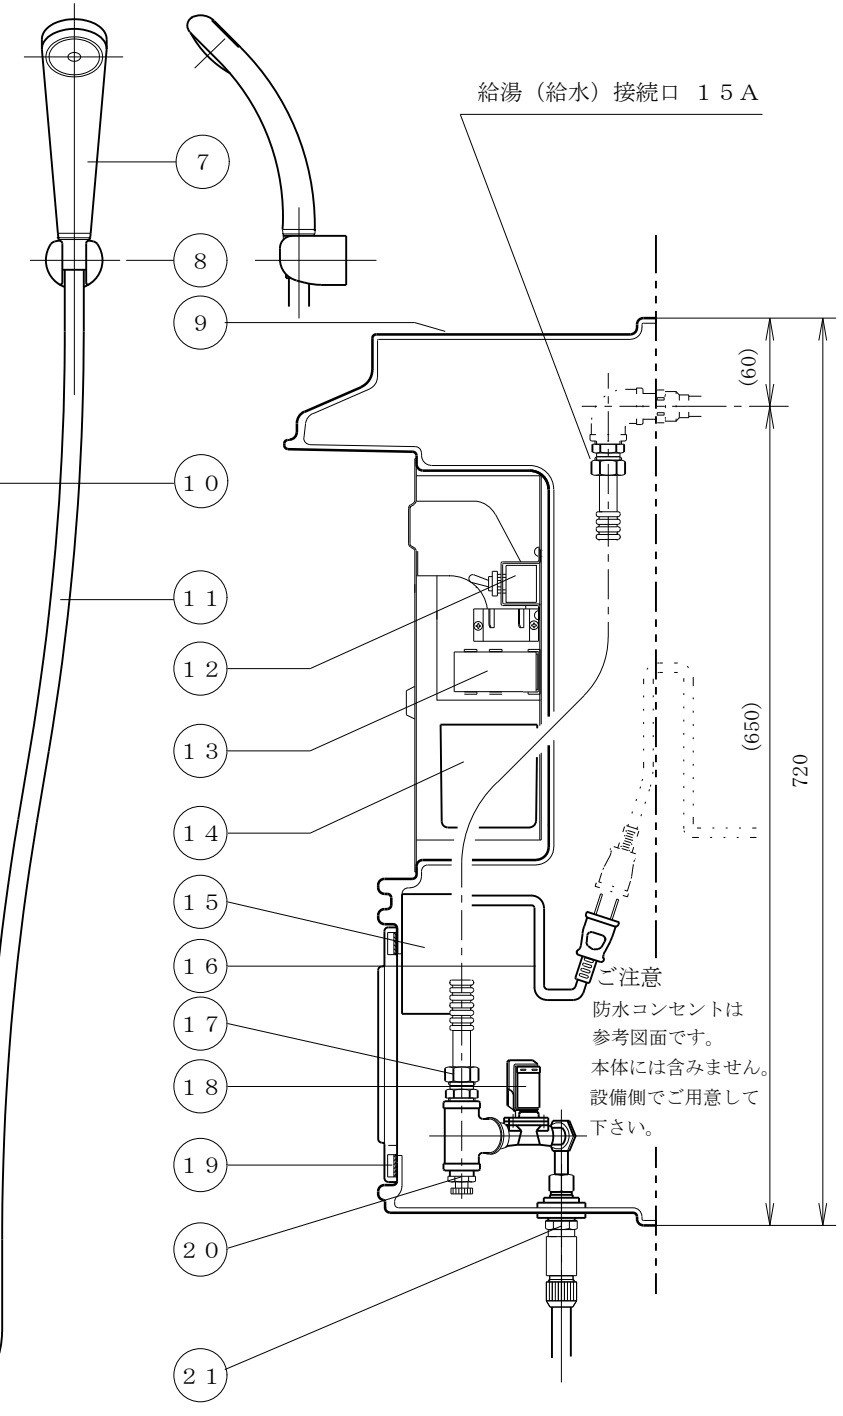 給湯（給水）接続口 １５Ａ
７
８
９
(60)
１０
１１
１２
(650)
１３
720
１４
１５
１６
ご注意
防水コンセントは
参考図面です。
本体には含みません。
設備側でご用意して
下さい。
１７
１８
１９
２０
２１